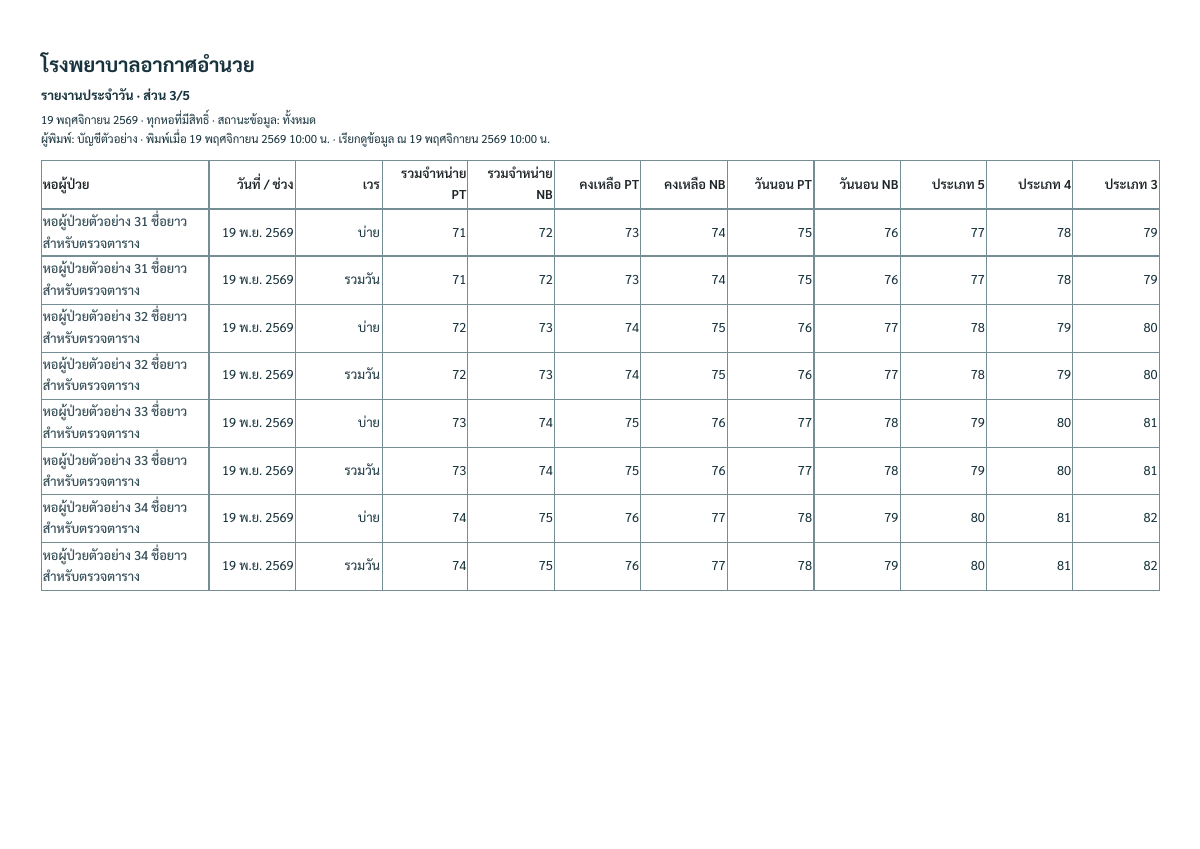 โรงพยาบาลอากาศอำนวย
รายงานประจำวัน · ส่วน 3/5
19 พฤศจิกายน 2569 · ทุกหอที่มีสิทธิ์ · สถานะข้อมูล: ทั้งหมด
ผู้พิมพ์: บัญชีตัวอย่าง · พิมพ์เมื่อ 19 พฤศจิกายน 2569 10:00 น. · เรียกดูข้อมูล ณ 19 พฤศจิกายน 2569 10:00 น.
หอผู้ป่วย วันที่ / ช่วง เวร รวมจำหน่าย PT รวมจำหน่าย NB คงเหลือ PT คงเหลือ NB วันนอน PT วันนอน NB ประเภท 5 ประเภท 4 ประเภท 3
หอผู้ป่วยตัวอย่าง 31 ชื่อยาว
สำหรับตรวจตาราง 19 พ.ย. 2569 บ่าย 71 72 73 74 75 76 77 78 79
หอผู้ป่วยตัวอย่าง 31 ชื่อยาว
สำหรับตรวจตาราง 19 พ.ย. 2569 รวมวัน 71 72 73 74 75 76 77 78 79
หอผู้ป่วยตัวอย่าง 32 ชื่อยาว
สำหรับตรวจตาราง 19 พ.ย. 2569 บ่าย 72 73 74 75 76 77 78 79 80
หอผู้ป่วยตัวอย่าง 32 ชื่อยาว
สำหรับตรวจตาราง 19 พ.ย. 2569 รวมวัน 72 73 74 75 76 77 78 79 80
หอผู้ป่วยตัวอย่าง 33 ชื่อยาว
สำหรับตรวจตาราง 19 พ.ย. 2569 บ่าย 73 74 75 76 77 78 79 80 81
หอผู้ป่วยตัวอย่าง 33 ชื่อยาว
สำหรับตรวจตาราง 19 พ.ย. 2569 รวมวัน 73 74 75 76 77 78 79 80 81
หอผู้ป่วยตัวอย่าง 34 ชื่อยาว
สำหรับตรวจตาราง 19 พ.ย. 2569 บ่าย 74 75 76 77 78 79 80 81 82
หอผู้ป่วยตัวอย่าง 34 ชื่อยาว
สำหรับตรวจตาราง 19 พ.ย. 2569 รวมวัน 74 75 76 77 78 79 80 81 82